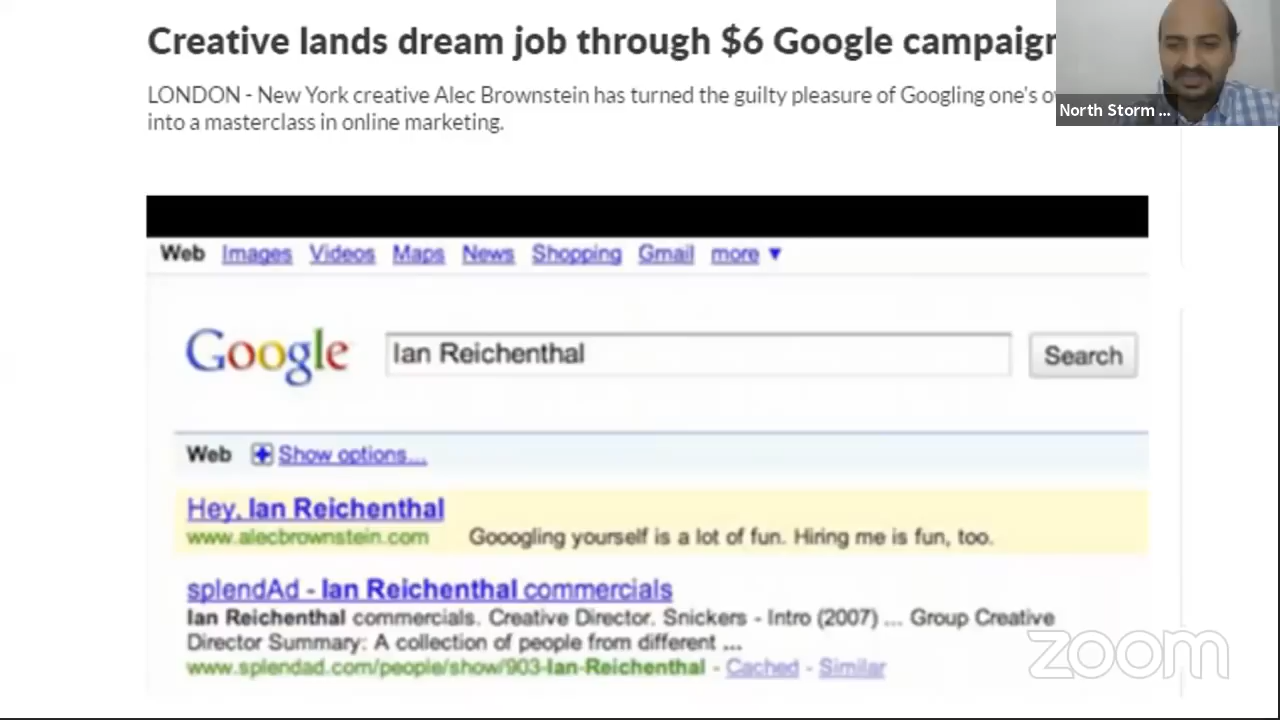 Creative lands dream job through $6 Google campaign
North Storm ...
LONDON - New York creative Alec Brownstein has turned the guilty pleasure of Googling one's
into a masterclass in online marketing.
Web Images Videos Maps News Shopping Gmail more ▼
Google Ian Reichenthal Search
Web + Show options...
Hey, Ian Reichenthal
www.alecbrownstein.com Gooogling yourself is a lot of fun. Hiring me is fun, too.
splendAd - Ian Reichenthal commercials
Ian Reichenthal commercials. Creative Director. Snickers - Intro (2007) ... Group Creative
Director Summary: A collection of people from different ...
www.splendad.com/people/show/903-Ian-Reichenthal - Cached - Similar
zoom